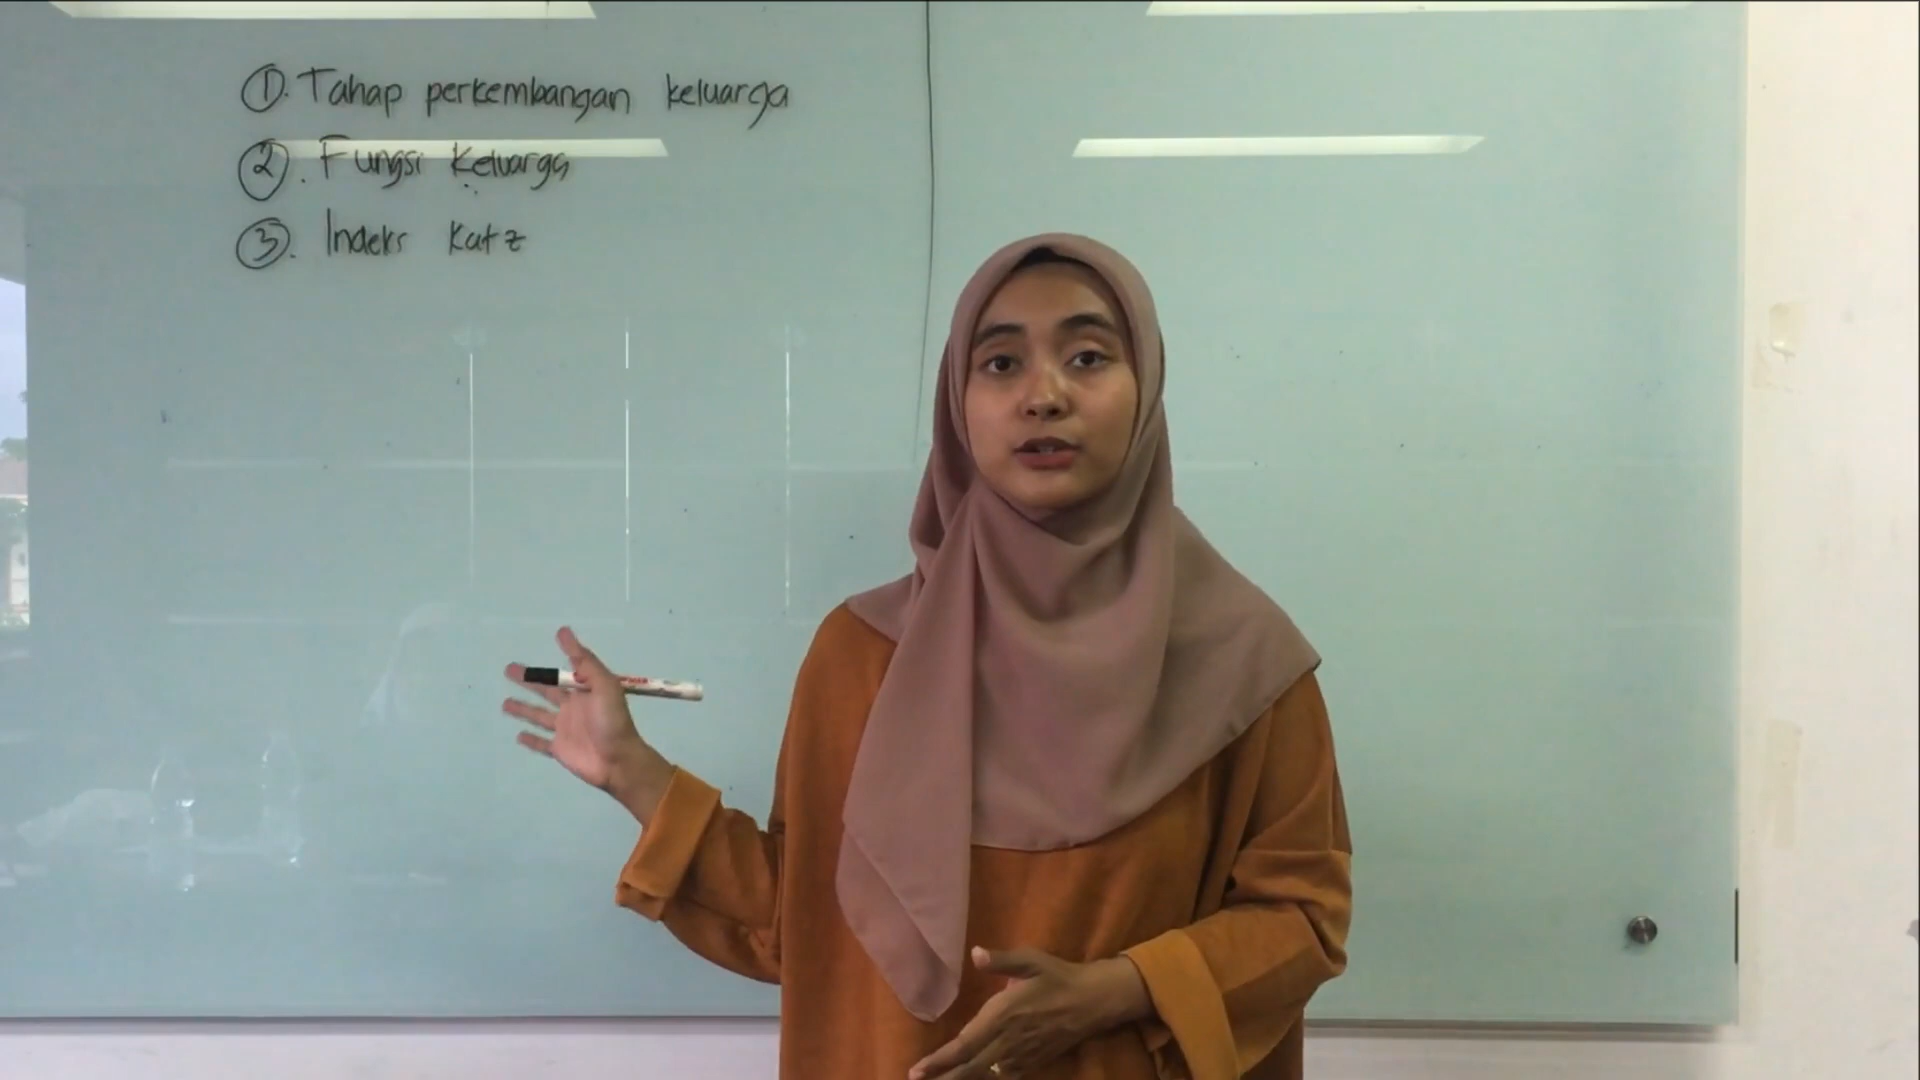 ①. Tahap perkembangan keluarga
②. Fungsi Keluarga
③. Indeks Katz